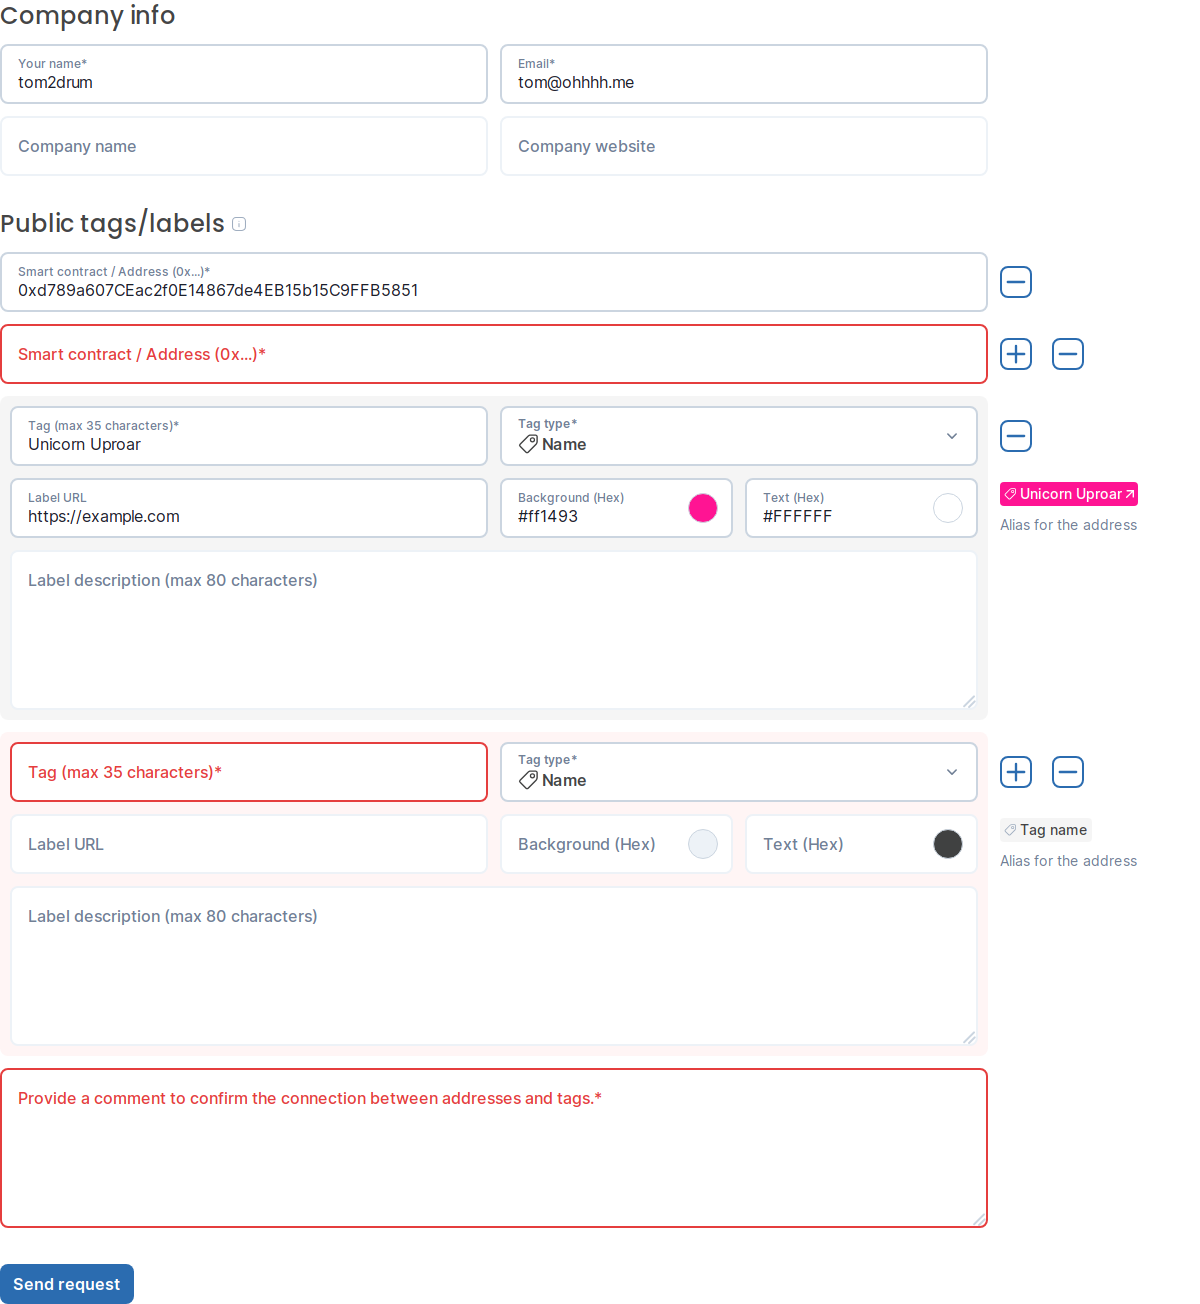 Company info
Your name*
tom2drum
Email*
tom@ohhhh.me
Company name
Company website
Public tags/labels
Smart contract / Address (0x...)*
0xd789a607CEac2f0E14867de4EB15b15C9FFB5851
Smart contract / Address (0x...)*
Tag (max 35 characters)*
Unicorn Uproar
Tag type*
Name
Label URL
https://example.com
Background (Hex)
#ff1493
Text (Hex)
#FFFFFF
Unicorn Uproar
Alias for the address
Label description (max 80 characters)
Tag (max 35 characters)*
Tag type*
Name
Label URL
Background (Hex)
Text (Hex)
Tag name
Alias for the address
Label description (max 80 characters)
Provide a comment to confirm the connection between addresses and tags.*
Send request